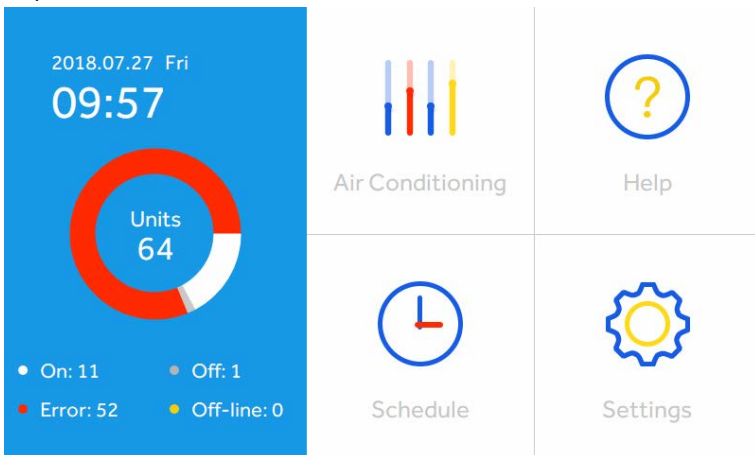 2018.07.27 Fri
09:57
Units
64
On: 11
Off: 1
Error: 52
Off-line: 0
Air Conditioning
Help
Schedule
Settings